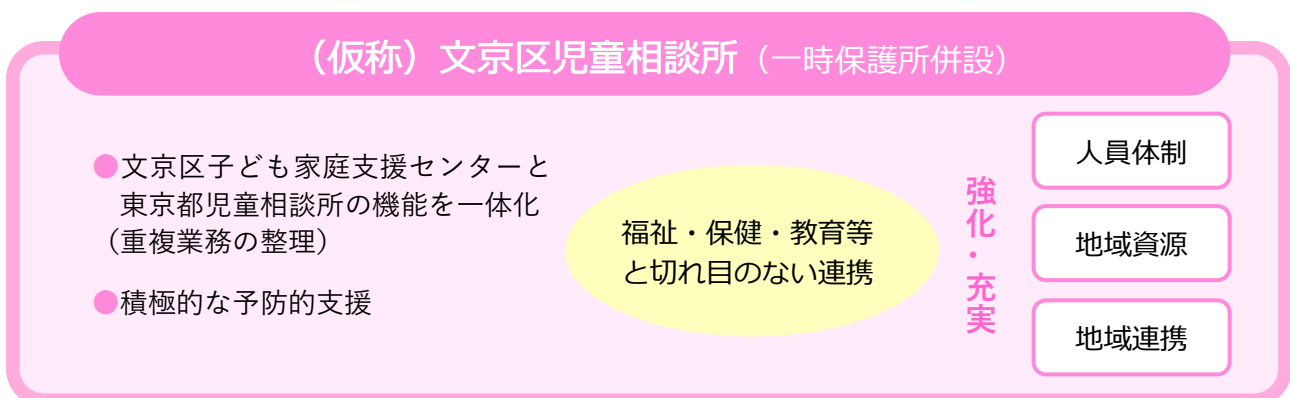 （仮称）文京区児童相談所（一時保護所併設）
●文京区子ども家庭支援センターと
東京都児童相談所の機能を一体化
（重複業務の整理）
●積極的な予防的支援
福祉・保健・教育等
と切れ目のない連携
強化・充実
人員体制
地域資源
地域連携